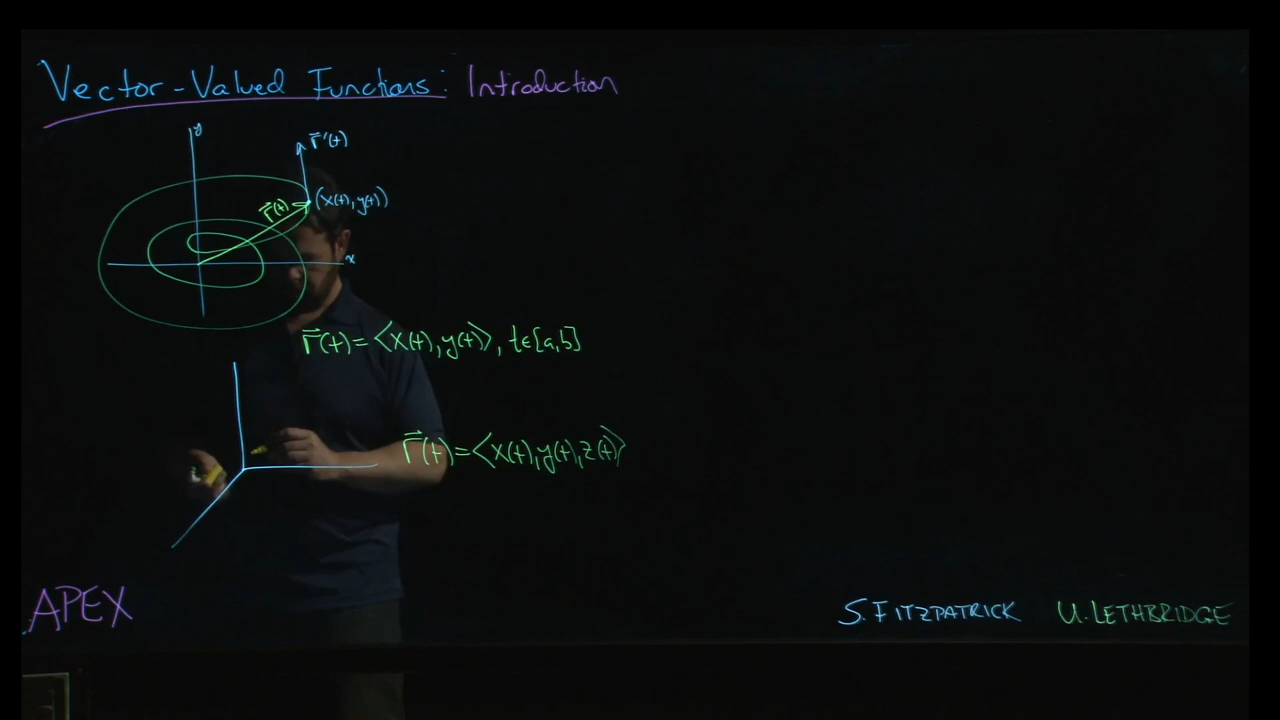 Vector-Valued Functions: Introduction
y
r⃗'(t)
(x(t), y(t))
r⃗(t)
x
r⃗(t) = ⟨x(t), y(t)⟩, t∈[a,b]
r⃗(t) = ⟨x(t), y(t), z(t)⟩
APEX
S. FITZPATRICK U. LETHBRIDGE